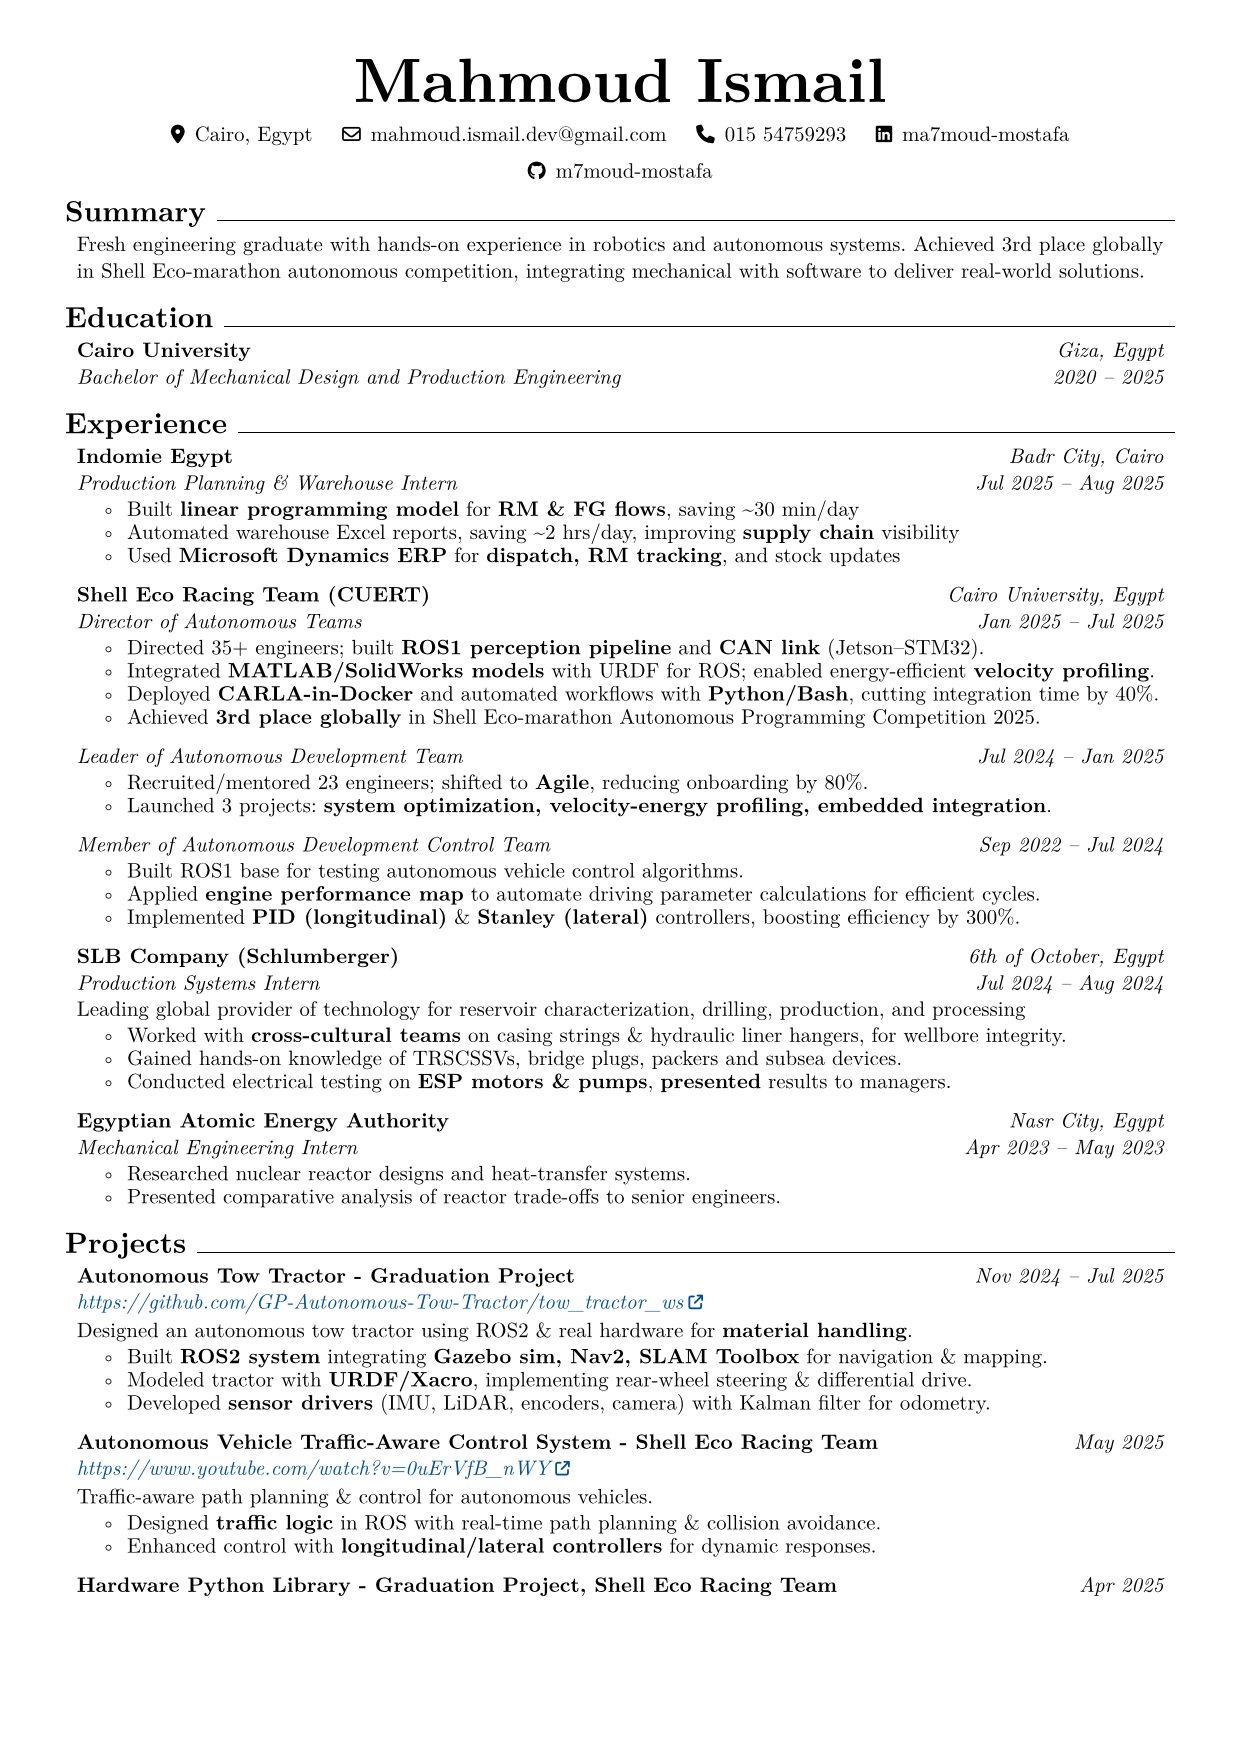 Mahmoud Ismail
Cairo, Egypt mahmoud.ismail.dev@gmail.com 015 54759293 ma7moud-mostafa
m7moud-mostafa
Summary
Fresh engineering graduate with hands-on experience in robotics and autonomous systems. Achieved 3rd place globally
in Shell Eco-marathon autonomous competition, integrating mechanical with software to deliver real-world solutions.
Education
Cairo University Giza, Egypt
Bachelor of Mechanical Design and Production Engineering 2020 – 2025
Experience
Indomie Egypt Badr City, Cairo
Production Planning & Warehouse Intern Jul 2025 – Aug 2025
◦ Built linear programming model for RM & FG flows, saving ~30 min/day
◦ Automated warehouse Excel reports, saving ~2 hrs/day, improving supply chain visibility
◦ Used Microsoft Dynamics ERP for dispatch, RM tracking, and stock updates
Shell Eco Racing Team (CUERT) Cairo University, Egypt
Director of Autonomous Teams Jan 2025 – Jul 2025
◦ Directed 35+ engineers; built ROS1 perception pipeline and CAN link (Jetson–STM32).
◦ Integrated MATLAB/SolidWorks models with URDF for ROS; enabled energy-efficient velocity profiling.
◦ Deployed CARLA-in-Docker and automated workflows with Python/Bash, cutting integration time by 40%.
◦ Achieved 3rd place globally in Shell Eco-marathon Autonomous Programming Competition 2025.
Leader of Autonomous Development Team Jul 2024 – Jan 2025
◦ Recruited/mentored 23 engineers; shifted to Agile, reducing onboarding by 80%.
◦ Launched 3 projects: system optimization, velocity-energy profiling, embedded integration.
Member of Autonomous Development Control Team Sep 2022 – Jul 2024
◦ Built ROS1 base for testing autonomous vehicle control algorithms.
◦ Applied engine performance map to automate driving parameter calculations for efficient cycles.
◦ Implemented PID (longitudinal) & Stanley (lateral) controllers, boosting efficiency by 300%.
SLB Company (Schlumberger) 6th of October, Egypt
Production Systems Intern Jul 2024 – Aug 2024
Leading global provider of technology for reservoir characterization, drilling, production, and processing
◦ Worked with cross-cultural teams on casing strings & hydraulic liner hangers, for wellbore integrity.
◦ Gained hands-on knowledge of TRSCSSVs, bridge plugs, packers and subsea devices.
◦ Conducted electrical testing on ESP motors & pumps, presented results to managers.
Egyptian Atomic Energy Authority Nasr City, Egypt
Mechanical Engineering Intern Apr 2023 – May 2023
◦ Researched nuclear reactor designs and heat-transfer systems.
◦ Presented comparative analysis of reactor trade-offs to senior engineers.
Projects
Autonomous Tow Tractor - Graduation Project Nov 2024 – Jul 2025
https://github.com/GP-Autonomous-Tow-Tractor/tow_tractor_ws
Designed an autonomous tow tractor using ROS2 & real hardware for material handling.
◦ Built ROS2 system integrating Gazebo sim, Nav2, SLAM Toolbox for navigation & mapping.
◦ Modeled tractor with URDF/Xacro, implementing rear-wheel steering & differential drive.
◦ Developed sensor drivers (IMU, LiDAR, encoders, camera) with Kalman filter for odometry.
Autonomous Vehicle Traffic-Aware Control System - Shell Eco Racing Team May 2025
https://www.youtube.com/watch?v=0uErVfB_nWY
Traffic-aware path planning & control for autonomous vehicles.
◦ Designed traffic logic in ROS with real-time path planning & collision avoidance.
◦ Enhanced control with longitudinal/lateral controllers for dynamic responses.
Hardware Python Library - Graduation Project, Shell Eco Racing Team Apr 2025